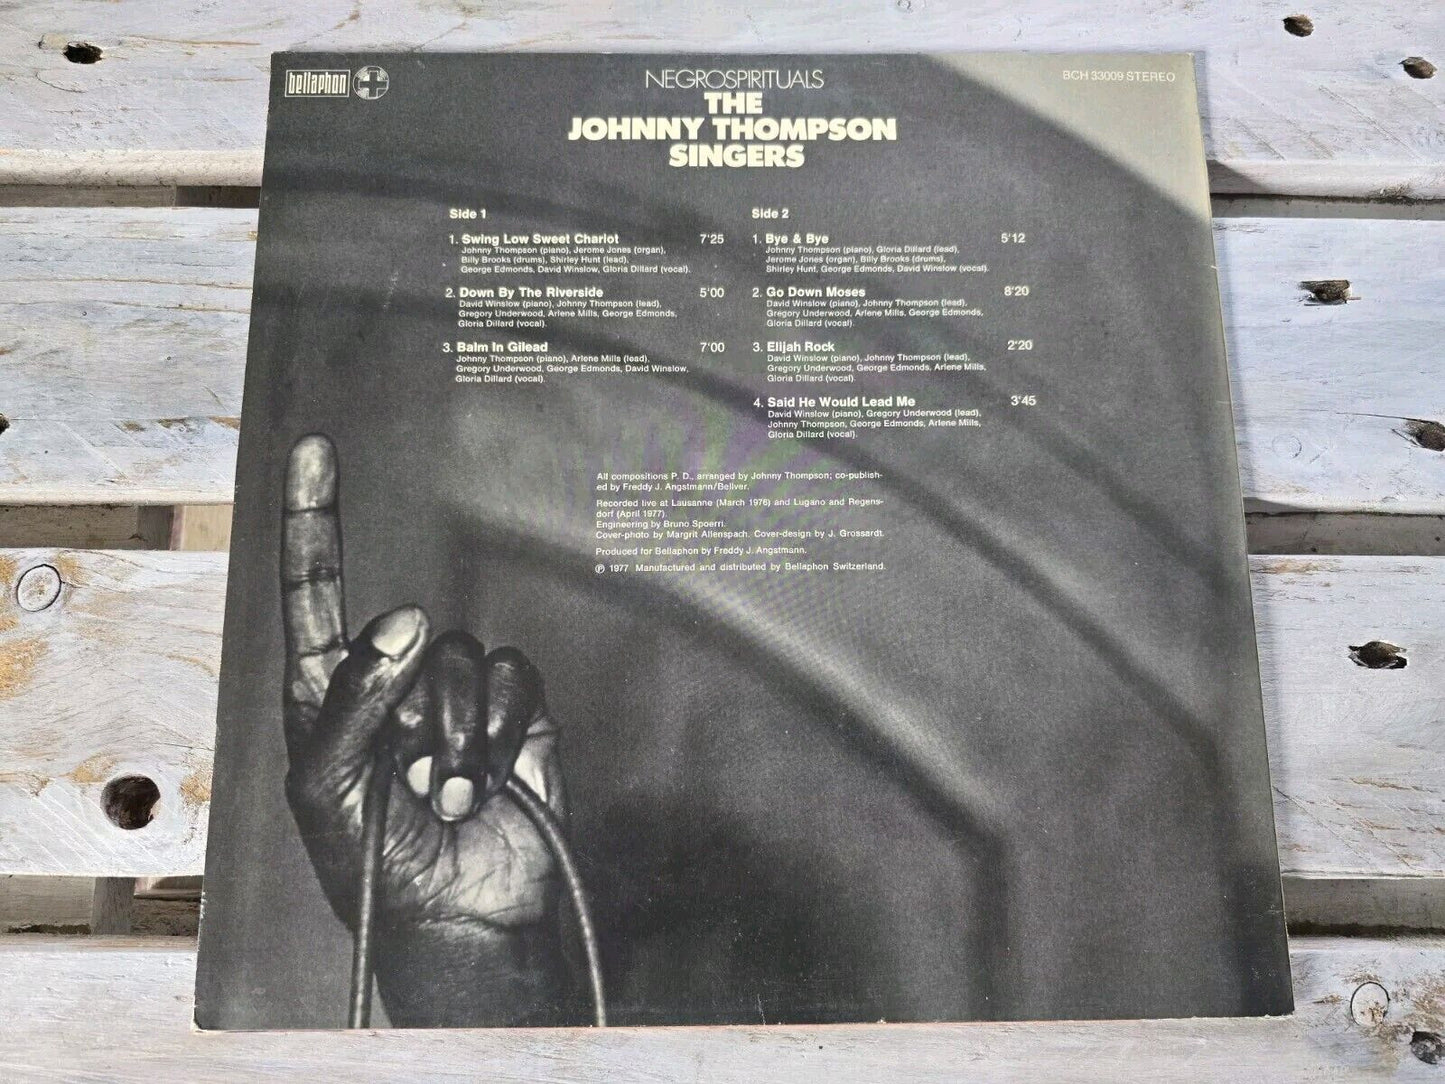 bellaphon
NEGROSPIRITUALS
THE
JOHNNY THOMPSON
SINGERS
BCH 33009 STEREO
Side 1
1. Swing Low Sweet Chariot 7'25
Johnny Thompson (piano), Jerome Jones (organ),
Billy Brooks (drums), Shirley Hunt (lead),
George Edmonds, David Winslow, Gloria Dillard (vocal).
2. Down By The Riverside 5'00
David Winslow (piano), Johnny Thompson (lead),
Gregory Underwood, Arlene Mills, George Edmonds,
Gloria Dillard (vocal).
3. Balm In Gilead 7'00
Johnny Thompson (piano), Arlene Mills (lead),
Gregory Underwood, George Edmonds, David Winslow,
Gloria Dillard (vocal).
Side 2
1. Bye & Bye 5'12
Johnny Thompson (piano), Gloria Dillard (lead),
Jerome Jones (organ), Billy Brooks (drums),
Shirley Hunt, George Edmonds, David Winslow (vocal).
2. Go Down Moses 8'20
David Winslow (piano), Johnny Thompson (lead),
Gregory Underwood, Arlene Mills, George Edmonds,
Gloria Dillard (vocal).
3. Elijah Rock 2'20
David Winslow (piano), Johnny Thompson (lead),
Gregory Underwood, George Edmonds, Arlene Mills,
Gloria Dillard (vocal).
4. Said He Would Lead Me 3'45
David Winslow (piano), Gregory Underwood (lead),
Johnny Thompson, George Edmonds, Arlene Mills,
Gloria Dillard (vocal).
All compositions P. D., arranged by Johnny Thompson; co-publish-
ed by Freddy J. Angstmann/Bellver.
Recorded live at Lausanne (March 1976) and Lugano and Regens-
dorf (April 1977).
Engineering by Bruno Spoerri.
Cover-photo by Margrit Allenspach. Cover-design by J. Grossardt.
Produced for Bellaphon by Freddy J. Angstmann.
℗ 1977 Manufactured and distributed by Bellaphon Switzerland.